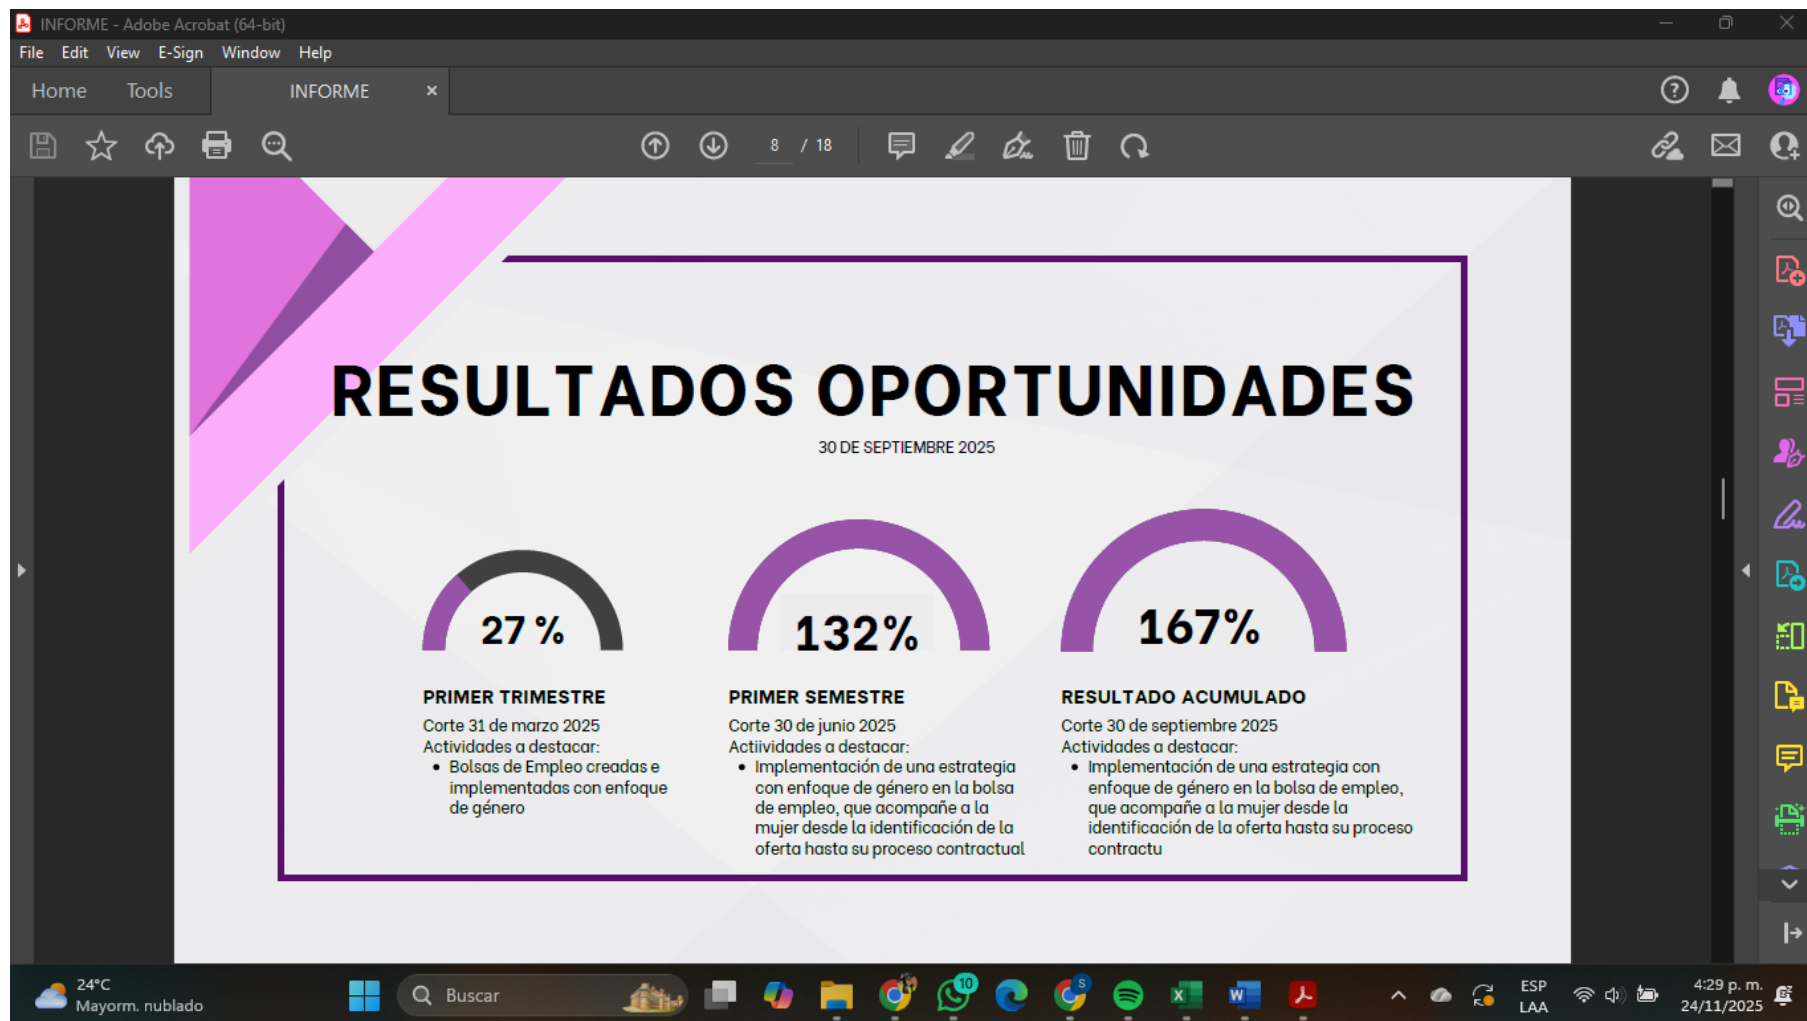 INFORME - Adobe Acrobat (64-bit)
File Edit View E-Sign Window Help
Home Tools INFORME ×
8 / 18
RESULTADOS OPORTUNIDADES
30 DE SEPTIEMBRE 2025
27 %
PRIMER TRIMESTRE
Corte 31 de marzo 2025
Actividades a destacar:
• Bolsas de Empleo creadas e
implementadas con enfoque
de género
132%
PRIMER SEMESTRE
Corte 30 de junio 2025
Actiividades a destacar:
• Implementación de una estrategia
con enfoque de género en la bolsa
de empleo, que acompañe a la
mujer desde la identificación de la
oferta hasta su proceso contractual
167%
RESULTADO ACUMULADO
Corte 30 de septiembre 2025
Actividades a destacar:
• Implementación de una estrategia con
enfoque de género en la bolsa de empleo,
que acompañe a la mujer desde la
identificación de la oferta hasta su proceso
contractu
24°C
Mayorm. nublado
Buscar
10
S
ESP
LAA
4:29 p. m.
24/11/2025